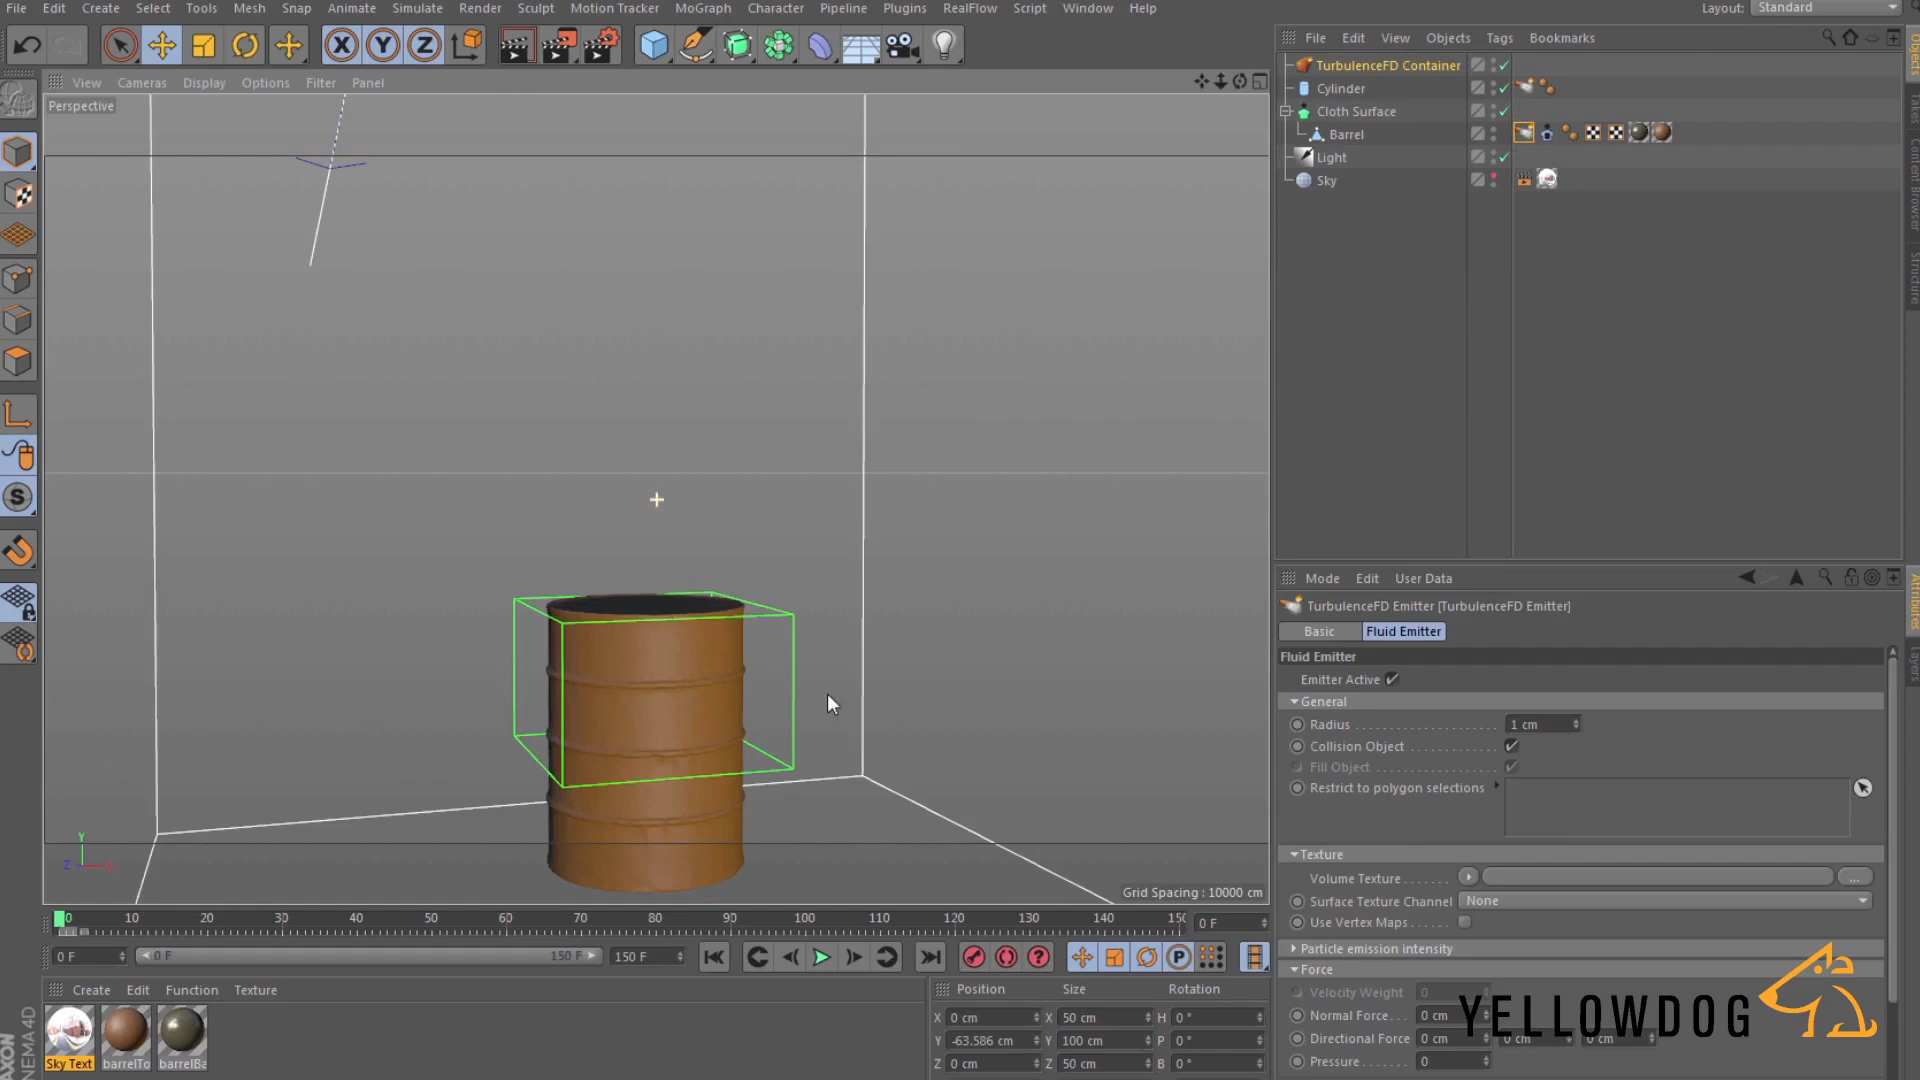 File Edit Create Select Tools Mesh Snap Animate Simulate Render Sculpt Motion Tracker MoGraph Character Pipeline Plugins RealFlow Script Window Help Layout: Standard
X Y Z
View Cameras Display Options Filter Panel
Perspective
File Edit View Objects Tags Bookmarks
TurbulenceFD Container
Cylinder
Cloth Surface
Barrel
Light
Sky
Objects
Takes
Content Browser
Structure
Mode Edit User Data
TurbulenceFD Emitter [TurbulenceFD Emitter]
Basic Fluid Emitter
Fluid Emitter
Emitter Active
General
Radius 1 cm
Collision Object
Fill Object
Restrict to polygon selections
Texture
Volume Texture ...
Surface Texture Channel None
Use Vertex Maps
Particle emission intensity
Force
Velocity Weight 0
Normal Force 0 cm
Directional Force 0 cm 0 cm 0 cm
Pressure 0
Attributes
Layers
YELLOWDOG
Y
Z X
Grid Spacing : 10000 cm
0 10 20 30 40 50 60 70 80 90 100 110 120 130 140 150 0 F
0 F 0 F 150 F 150 F
Create Edit Function Texture
Sky Text barrelTo barrelBa
Position Size Rotation
X 0 cm X 50 cm H 0 °
Y -63.586 cm Y 100 cm P 0 °
Z 0 cm Z 50 cm B 0 °